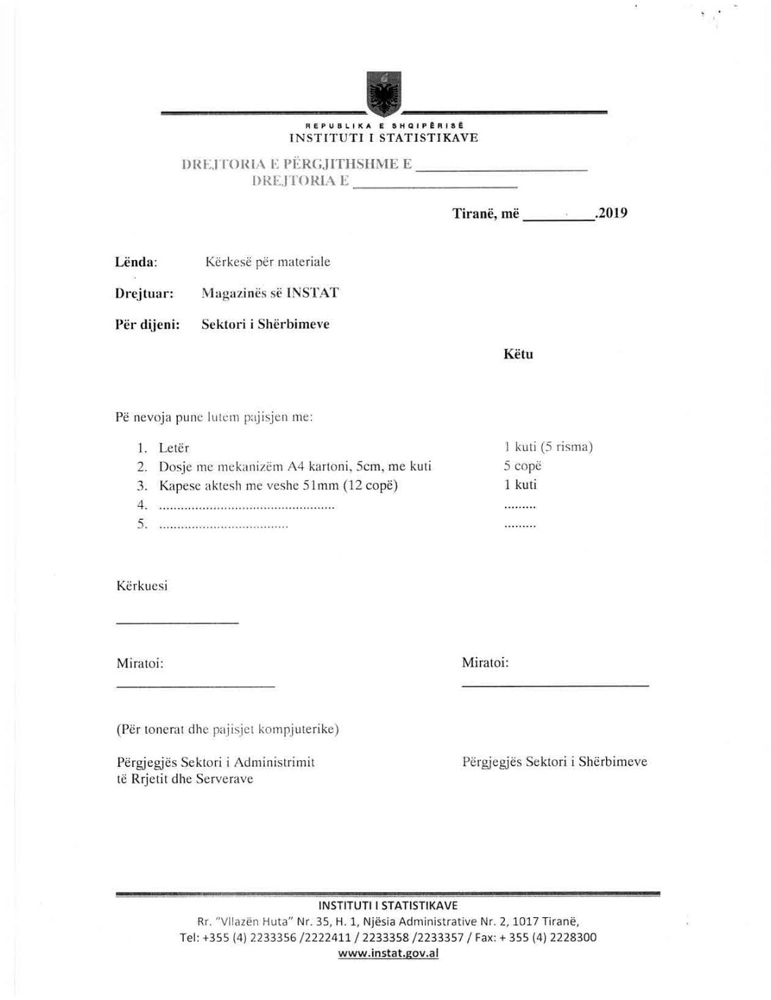 REPUBLIKA E SHQIPËRISË
INSTITUTI I STATISTIKAVE
DREJTORIA E PËRGJITHSHME E ____________________
DREJTORIA E ____________________
Tiranë, më __________.2019
Lënda: Kërkesë për materiale
Drejtuar: Magazinës së INSTAT
Për dijeni: Sektori i Shërbimeve
Këtu
Pë nevoja pune lutem pajisjen me:
1. Letër 1 kuti (5 risma)
2. Dosje me mekanizëm A4 kartoni, 5cm, me kuti 5 copë
3. Kapese aktesh me veshe 51mm (12 copë) 1 kuti
4. ................................................. .........
5. .................................... .........
Kërkuesi
Miratoi: Miratoi:
(Për tonerat dhe pajisjet kompjuterike)
Përgjegjës Sektori i Administrimit Përgjegjës Sektori i Shërbimeve
të Rrjetit dhe Serverave
INSTITUTI I STATISTIKAVE
Rr. "Vllazën Huta" Nr. 35, H. 1, Njësia Administrative Nr. 2, 1017 Tiranë,
Tel: +355 (4) 2233356 /2222411 / 2233358 /2233357 / Fax: + 355 (4) 2228300
www.instat.gov.al